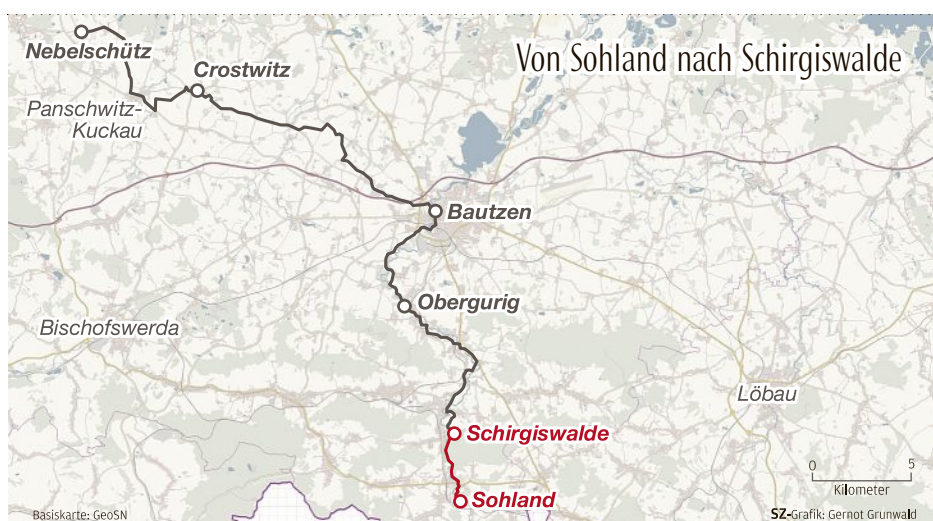 Von Sohland nach Schirgiswalde
Nebelschütz
Crostwitz
Panschwitz-
Kuckau
Bautzen
Obergurig
Bischofswerda
Löbau
Schirgiswalde
Sohland
0 5
Kilometer
Basiskarte: GeoSN
SZ-Grafik: Gernot Grunwald